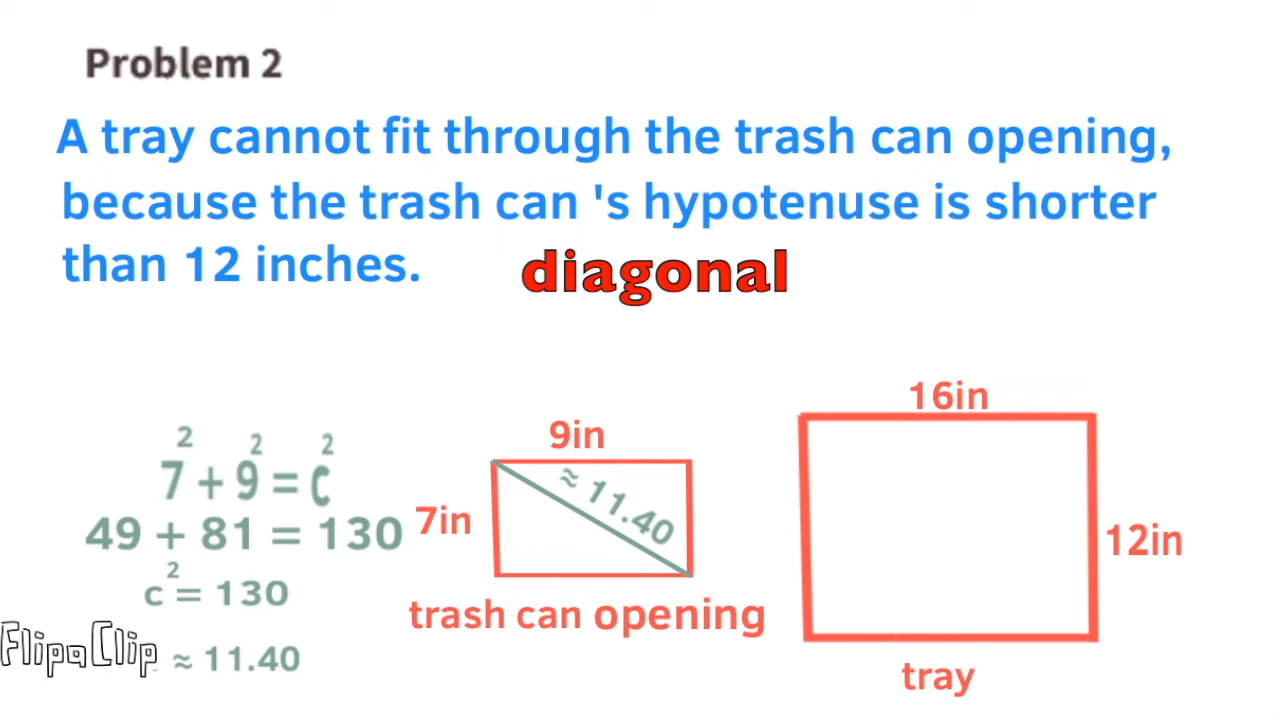 Problem 2
A tray cannot fit through the trash can opening,
because the trash can 's hypotenuse is shorter
than 12 inches.
diagonal
7² + 9² = c²
49 + 81 = 130
c² = 130
≈ 11.40
9in
7in
≈ 11.40
trash can opening
16in
12in
tray
FlipaClip